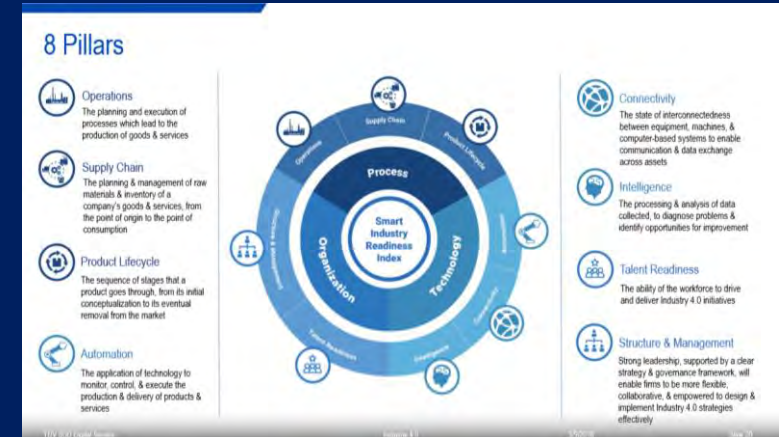 8 Pillars
Operations
The planning and execution of
processes which lead to the
production of goods & services
Supply Chain
The planning & management of raw
materials & inventory of a
company's goods & services, from
the point of origin to the point of
consumption
Product Lifecycle
The sequence of stages that a
product goes through, from its initial
conceptualization to its eventual
removal from the market
Automation
The application of technology to
monitor, control, & execute the
production & delivery of products &
services
Operations
Supply Chain
Product Lifecycle
Automation
Connectivity
Intelligence
Talent Readiness
Structure & Management
Process
Technology
Organization
Smart
Industry
Readiness
Index
Connectivity
The state of interconnectedness
between equipment, machines, &
computer-based systems to enable
communication & data exchange
across assets
Intelligence
The processing & analysis of data
collected, to diagnose problems &
identify opportunities for improvement
Talent Readiness
The ability of the workforce to drive
and deliver Industry 4.0 initiatives
Structure & Management
Strong leadership, supported by a clear
strategy & governance framework, will
enable firms to be more flexible,
collaborative, & empowered to design &
implement Industry 4.0 strategies
effectively
Industry 4.0